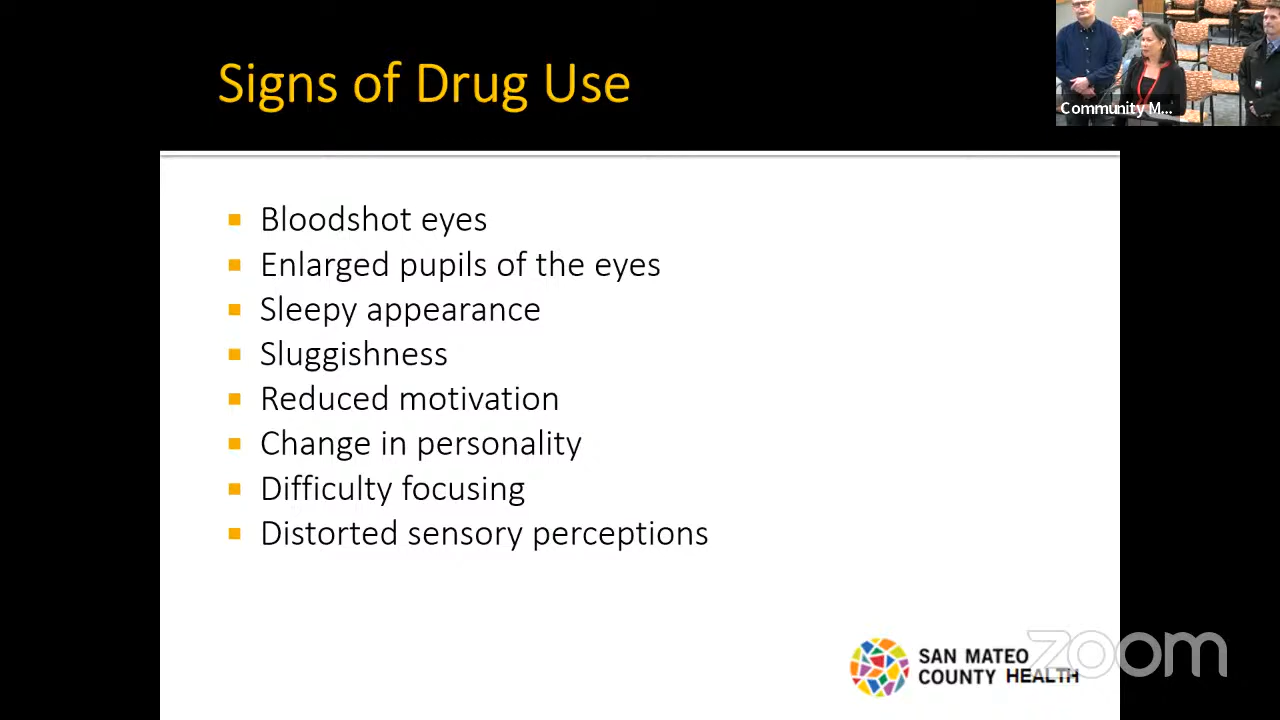 Signs of Drug Use
Community M...
Bloodshot eyes
Enlarged pupils of the eyes
Sleepy appearance
Sluggishness
Reduced motivation
Change in personality
Difficulty focusing
Distorted sensory perceptions
SAN MATEO
COUNTY HEALTH
zoom